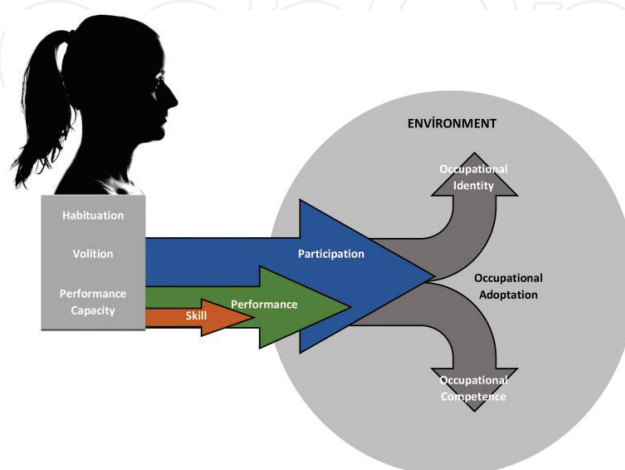 ENVİRONMENT
Occupational
Identity
Habituation
Volition
Participation
Occupational
Adoptation
Performance
Capacity
Performance
Skill
Occupational
Competence